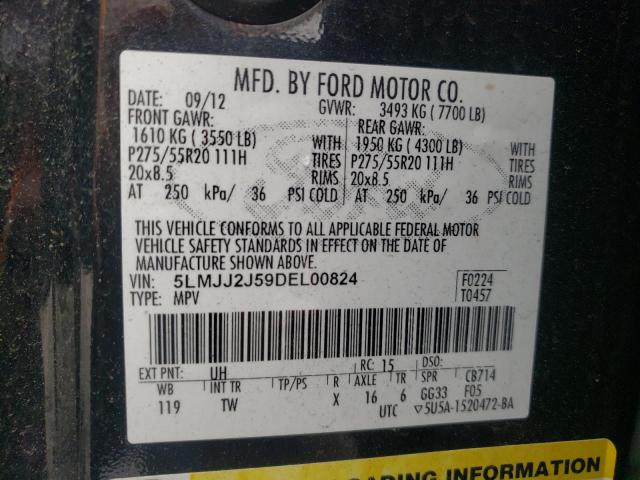 MFD. BY FORD MOTOR CO.
DATE: 09/12 GVWR: 3493 KG ( 7700 LB)
FRONT GAWR: REAR GAWR:
1610 KG ( 3550 LB) WITH 1950 KG ( 4300 LB) WITH
P275/55R20 111H TIRES P275/55R20 111H TIRES
20x8.5 RIMS 20x8.5 RIMS
AT 250 kPa/ 36 PSI COLD AT 250 kPa/ 36 PSI COLD
THIS VEHICLE CONFORMS TO ALL APPLICABLE FEDERAL MOTOR
VEHICLE SAFETY STANDARDS IN EFFECT ON THE DATE OF
MANUFACTURE SHOWN ABOVE.
VIN: 5LMJJ2J59DEL00824 F0224
TYPE: MPV T0457
EXT PNT: UH RC: 15 DSO:
WB INT TR TP/PS R AXLE TR SPR CB714
119 TW X 16 6 GG33 F05
UTC ▽5U5A-1520472-BA
LOADING INFORMATION